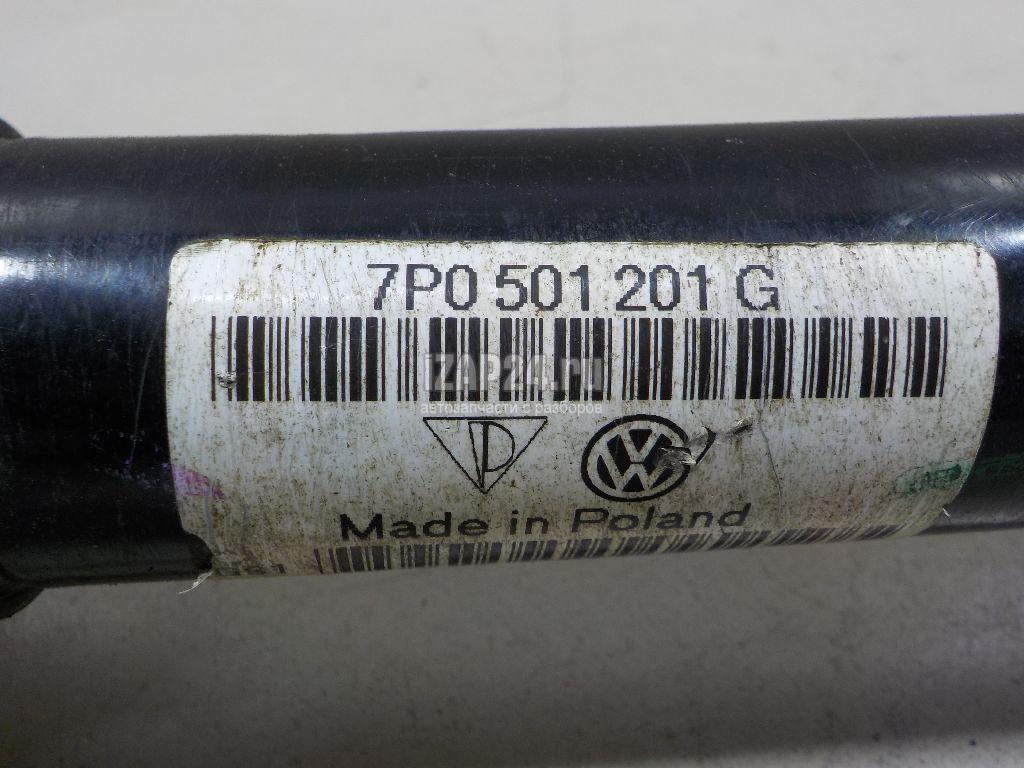 7P0 501 201 G
iZAP24.ru
автозапчасти с разборов
P
VW
Made in Poland